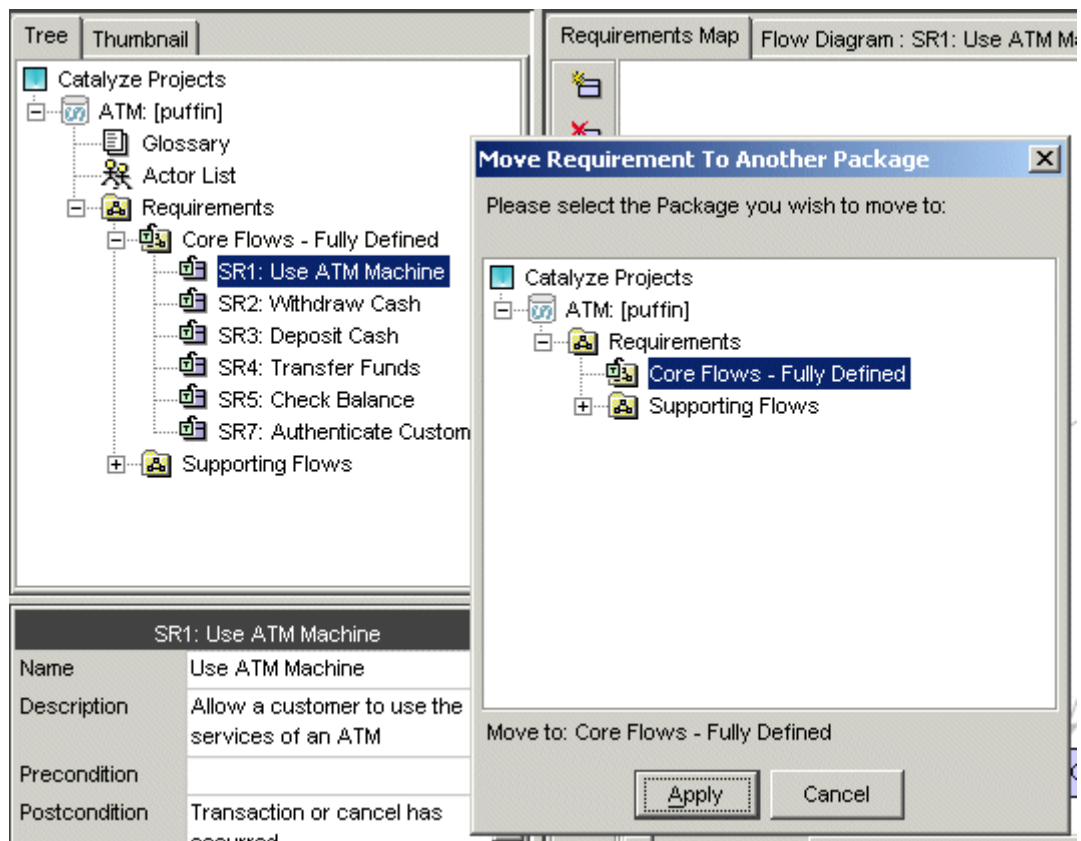 Tree
Thumbnail
Requirements Map
Flow Diagram : SR1: Use ATM
Catalyze Projects
ATM: [puffin]
Glossary
Actor List
Requirements
Core Flows - Fully Defined
SR1: Use ATM Machine
SR2: Withdraw Cash
SR3: Deposit Cash
SR4: Transfer Funds
SR5: Check Balance
SR7: Authenticate Custom
Supporting Flows
Move Requirement To Another Package
Please select the Package you wish to move to:
Catalyze Projects
ATM: [puffin]
Requirements
Core Flows - Fully Defined
Supporting Flows
Move to: Core Flows - Fully Defined
Apply
Cancel
SR1: Use ATM Machine
Name
Use ATM Machine
Description
Allow a customer to use the
services of an ATM
Precondition
Postcondition
Transaction or cancel has
occurred